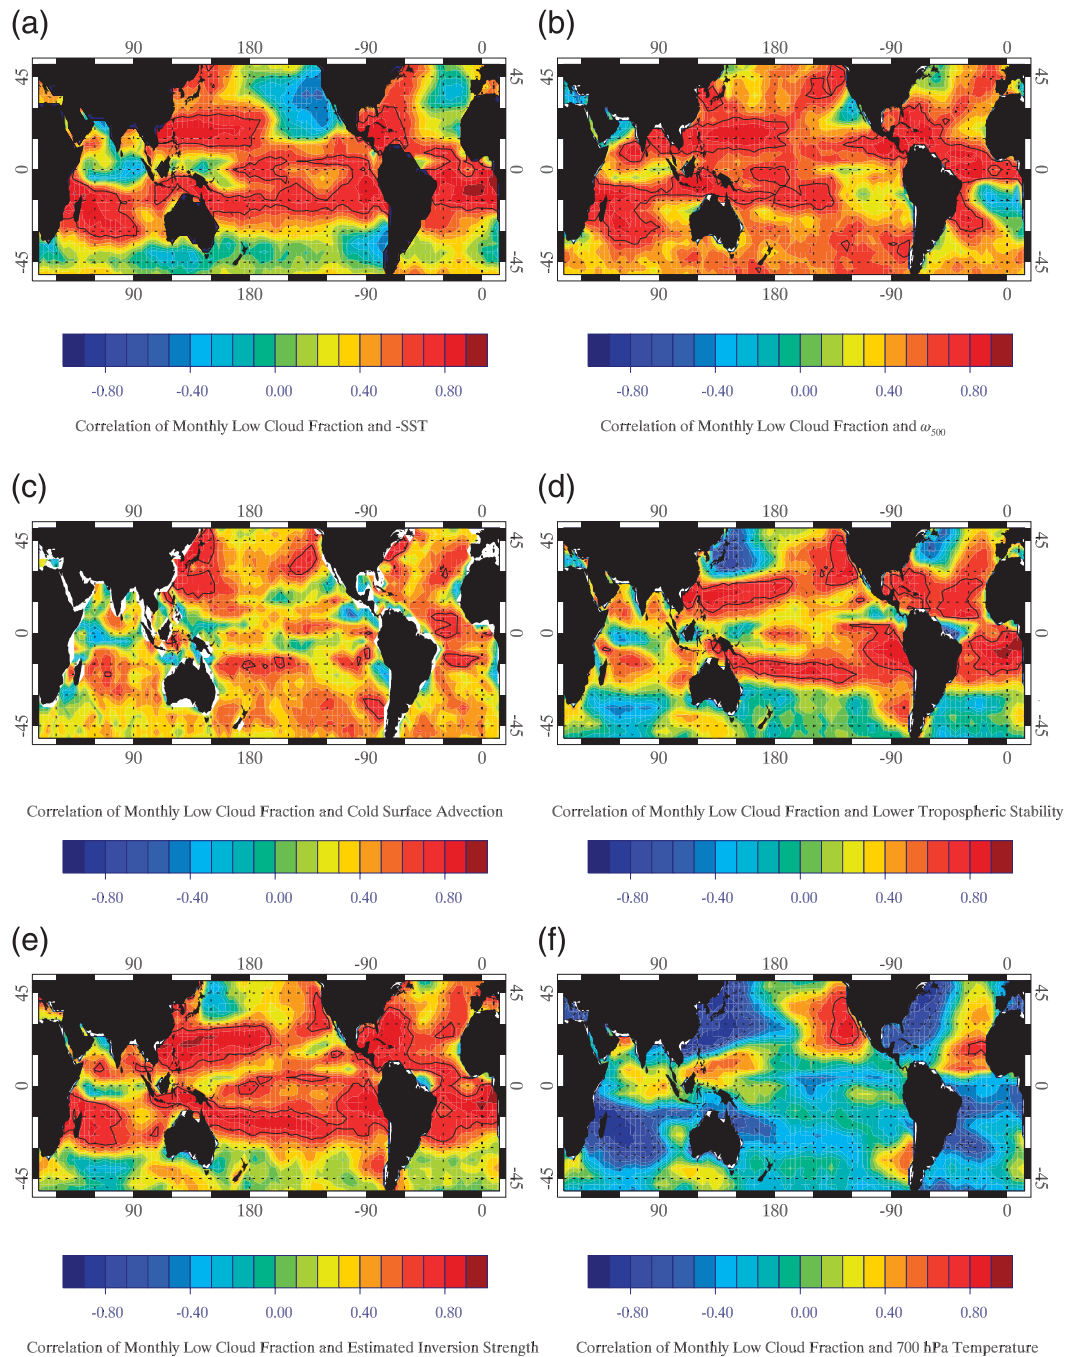 (a)
(b)
90 180 -90 0
90 180 -90 0
45 0 -45
45 0 -45
45 0 -45
45 0 -45
90 180 -90 0
90 180 -90 0
-0.80 -0.40 0.00 0.40 0.80
-0.80 -0.40 0.00 0.40 0.80
Correlation of Monthly Low Cloud Fraction and -SST
Correlation of Monthly Low Cloud Fraction and ω500
(c)
(d)
90 180 -90 0
90 180 -90 0
45 0 -45
45 0 -45
45 0 -45
45 0 -45
90 180 -90 0
90 180 -90 0
Correlation of Monthly Low Cloud Fraction and Cold Surface Advection
Correlation of Monthly Low Cloud Fraction and Lower Tropospheric Stability
-0.80 -0.40 0.00 0.40 0.80
-0.80 -0.40 0.00 0.40 0.80
(e)
(f)
90 180 -90 0
90 180 -90 0
45 0 -45
45 0 -45
45 0 -45
45 0 -45
90 180 -90 0
90 180 -90 0
-0.80 -0.40 0.00 0.40 0.80
-0.80 -0.40 0.00 0.40 0.80
Correlation of Monthly Low Cloud Fraction and Estimated Inversion Strength
Correlation of Monthly Low Cloud Fraction and 700 hPa Temperature